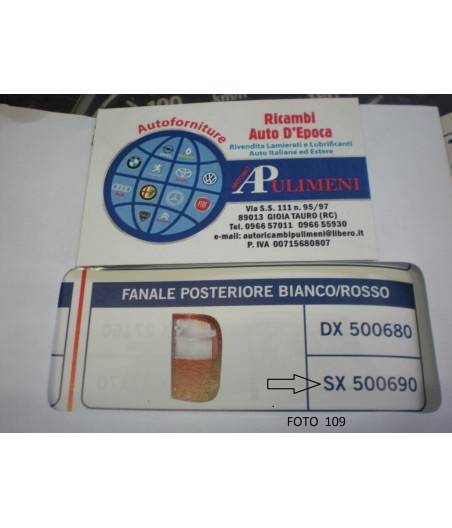 Autoforniture
Ricambi
Auto D'Epoca
Rivendita Lamierati e Lubrificanti
Auto Italiane ed Estere
APULIMENI
Via S.S. 111 n. 95/97
89013 GIOIA TAURO (RC)
Tel. 0966 57011 0966 55930
e-mail: autoricambipulimeni@libero.it
P. IVA 00715680807
FANALE POSTERIORE BIANCO/ROSSO
DX 500680
SX 500690
FOTO 109